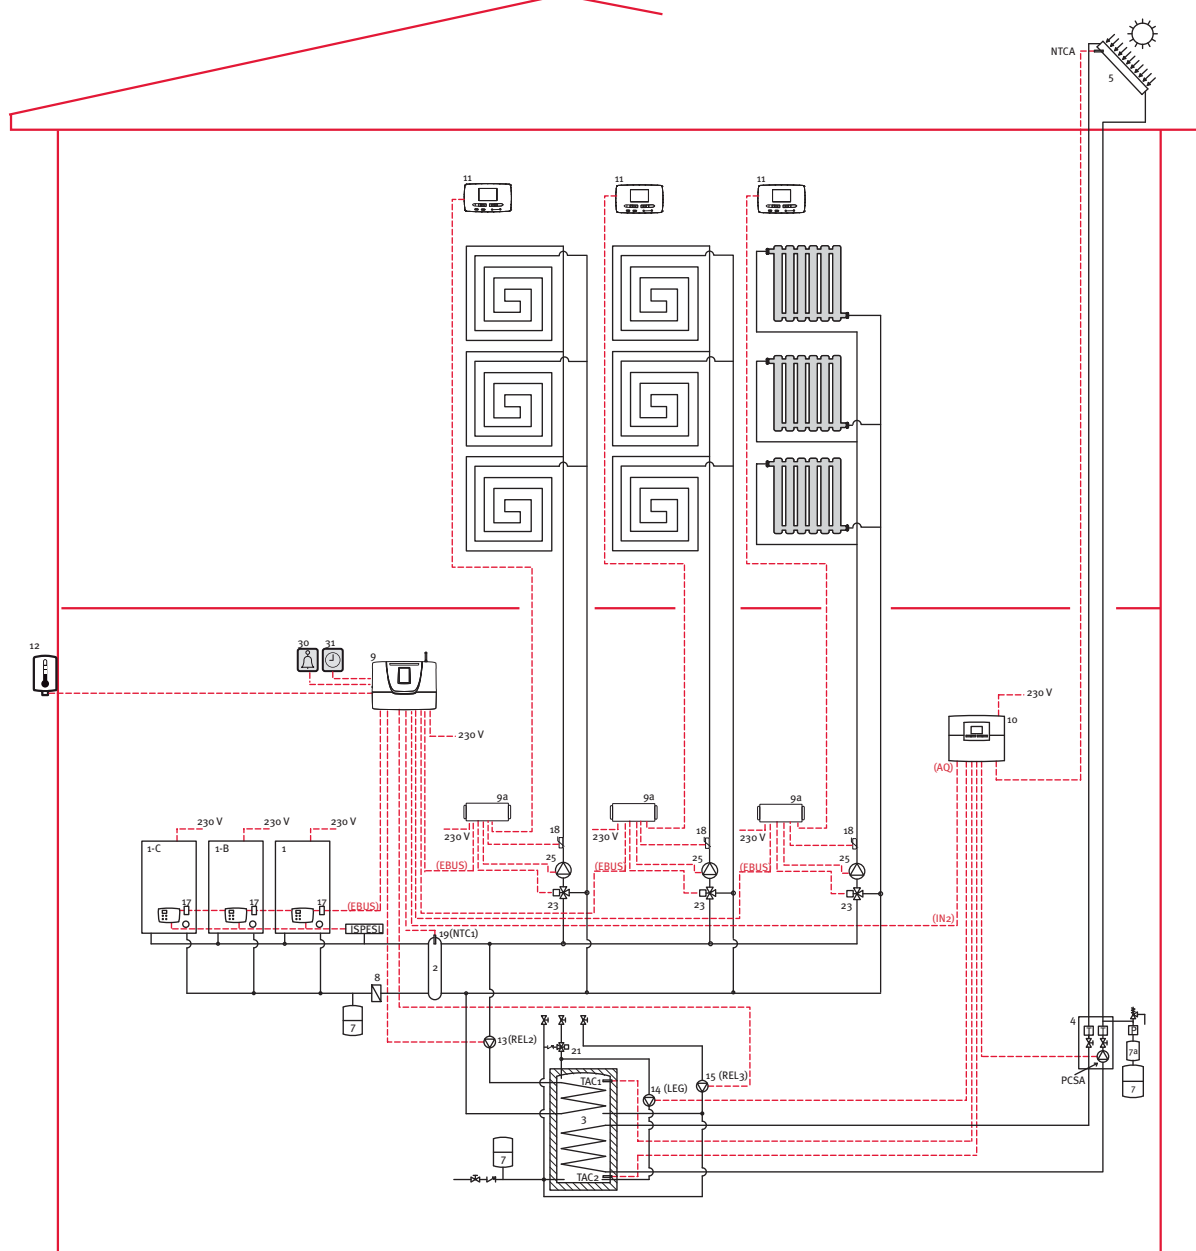 NTCA
5
11
11
11
12
30
31
9
10
230 V
230 V
(AQ)
9a
9a
9a
230 V
230 V
230 V
18
18
18
230 V
230 V
230 V
1-C
1-B
1
25
25
25
(EBUS)
(EBUS)
(EBUS)
17
17
17
(EBUS)
23
23
23
(IN2)
ISPESL
19(NTC1)
2
8
7
4
13(REL2)
21
7a
PCSA
7
TAC1
15 (REL3)
14 (LEG)
3
7
TAC2